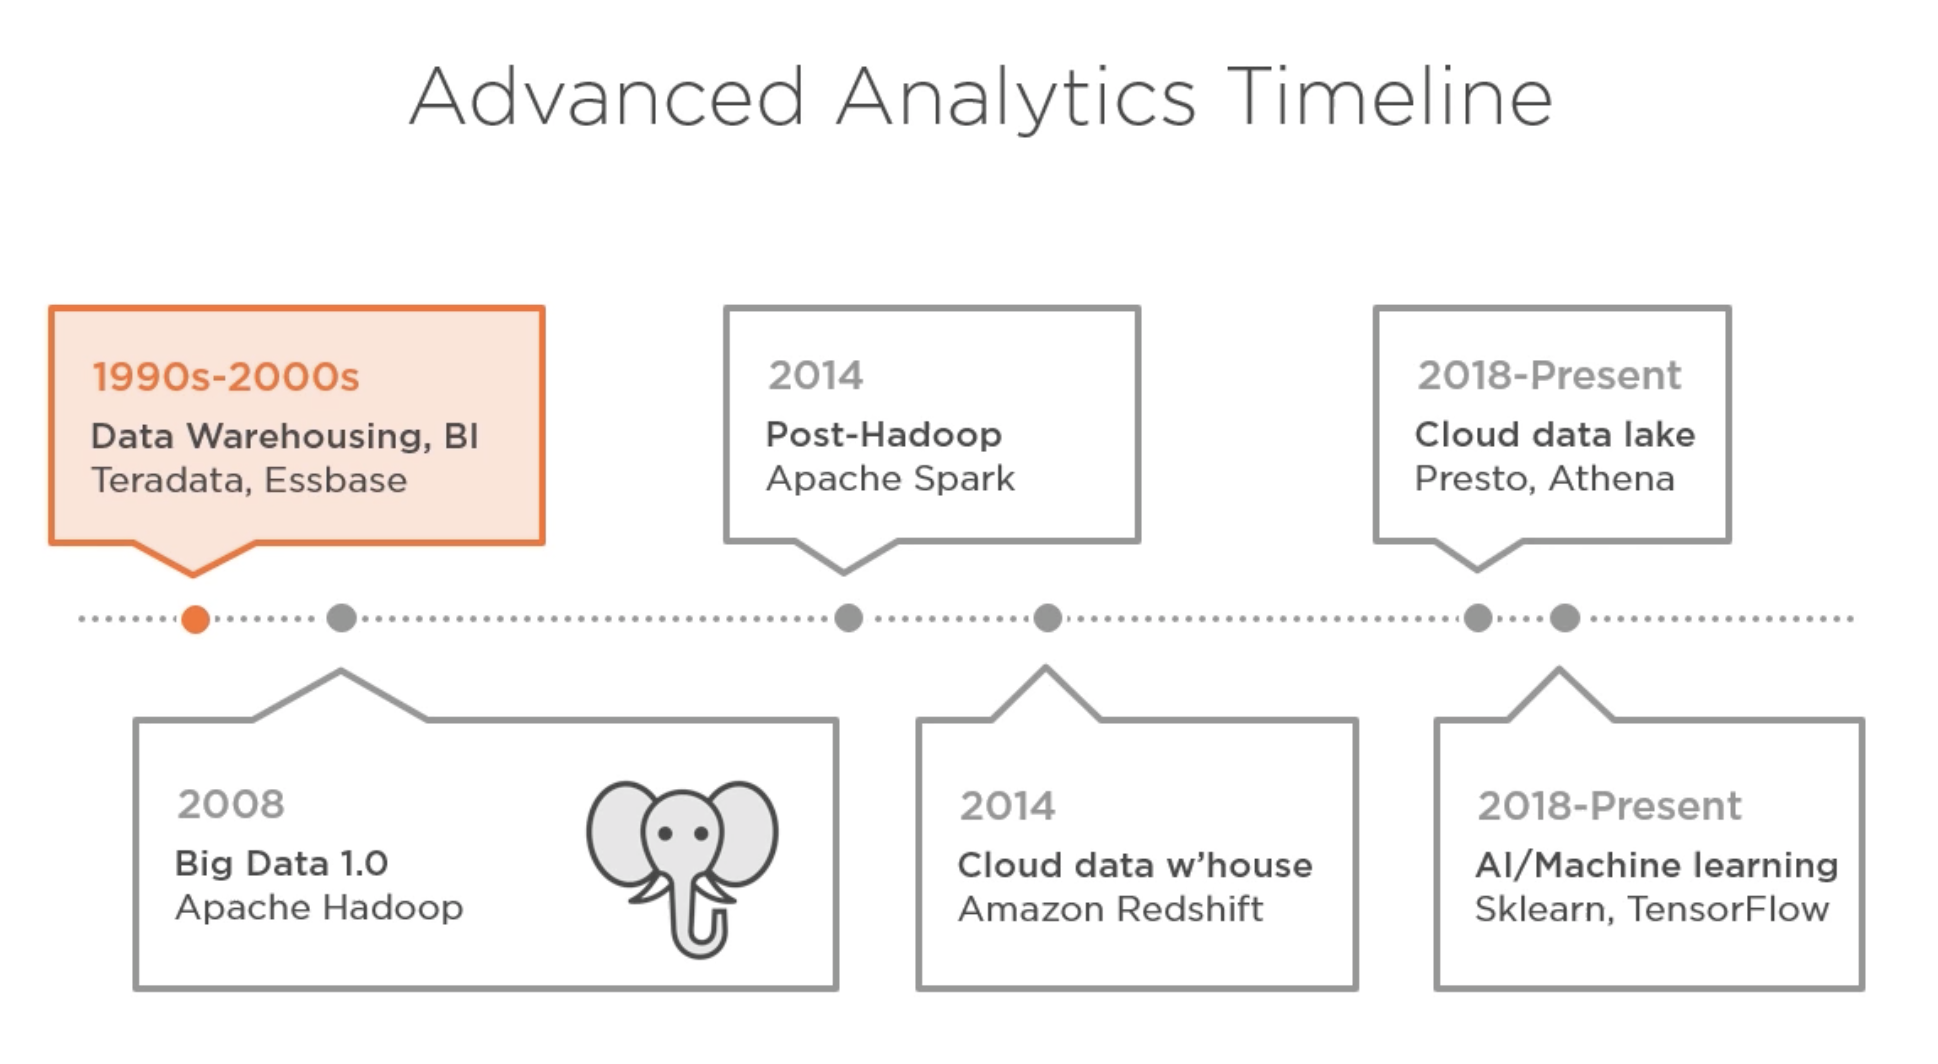 Advanced Analytics Timeline
1990s-2000s
Data Warehousing, BI
Teradata, Essbase
2008
Big Data 1.0
Apache Hadoop
2014
Post-Hadoop
Apache Spark
2014
Cloud data w’house
Amazon Redshift
2018-Present
Cloud data lake
Presto, Athena
2018-Present
AI/Machine learning
Sklearn, TensorFlow